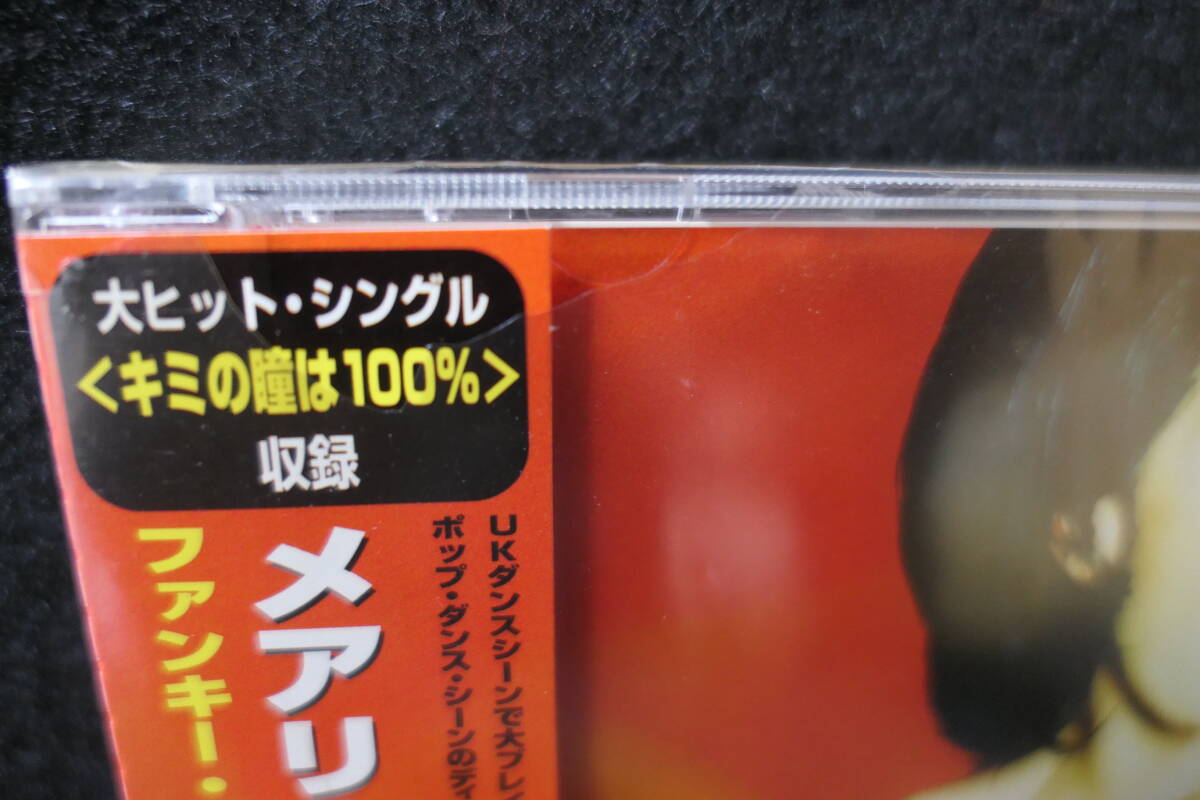 大ヒット・シングル
<キミの瞳は100%>
収録
UKダンスシーンで大ブレイ
ポップ・ダンス・シーンのディ
メアリ
ファンキー・